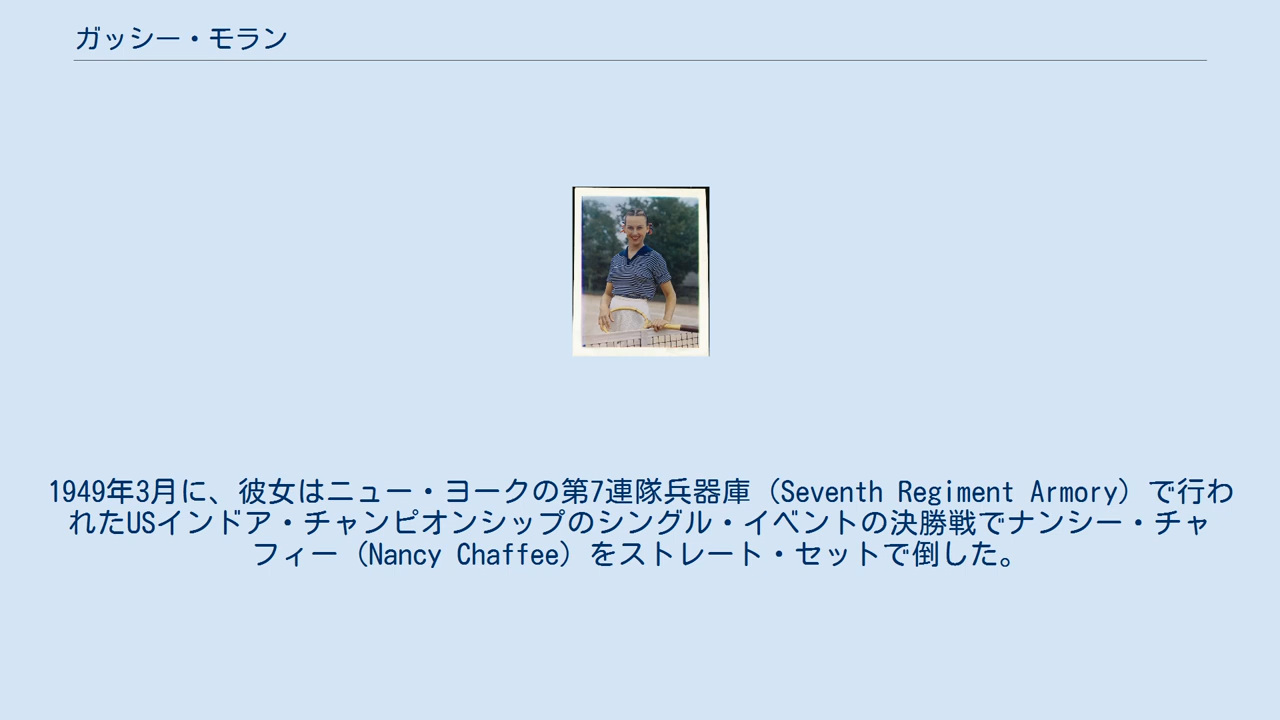 ガッシー・モラン
1949年3月に、彼女はニュー・ヨークの第7連隊兵器庫（Seventh Regiment Armory）で行わ
れたUSインドア・チャンピオンシップのシングル・イベントの決勝戦でナンシー・チャ
フィー（Nancy Chaffee）をストレート・セットで倒した。